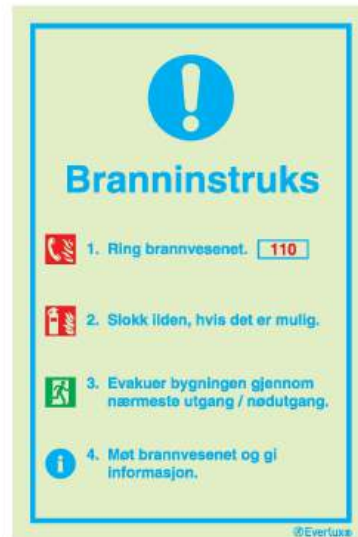 Branninstruks
1. Ring brannvesenet. 110
2. Slokk ilden, hvis det er mulig.
3. Evakuer bygningen gjennom
nærmeste utgang / nødutgang.
4. Møt brannvesenet og gi
informasjon.
Everlux®